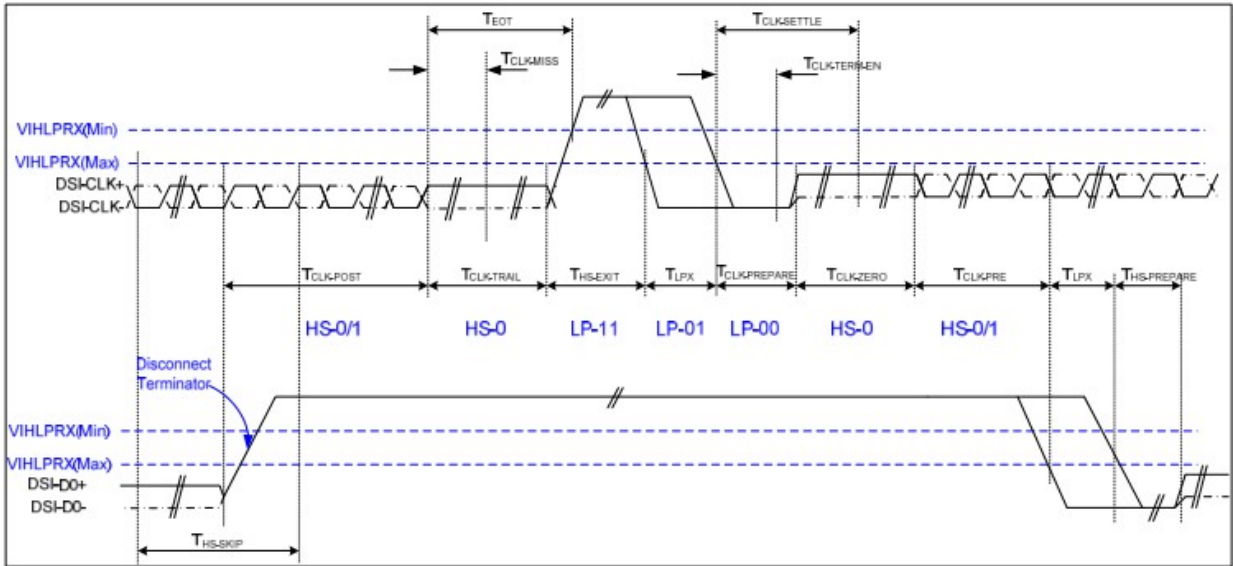 TEOT
TCLK-SETTLE
TCLK-MISS
TCLK-TERM-EN
VIHLPRX(Min)
VIHLPRX(Max)
DSI-CLK+
DSI-CLK-
TCLK-POST
TCLK-TRAIL
THS-EXIT
TLPX
TCLK-PREPARE
TCLK-ZERO
TCLK-PRE
TLPX
THS-PREPARE
HS-0/1
HS-0
LP-11
LP-01
LP-00
HS-0
HS-0/1
Disconnect
Terminator
VIHLPRX(Min)
VIHLPRX(Max)
DSI-D0+
DSI-D0-
THS-SKIP